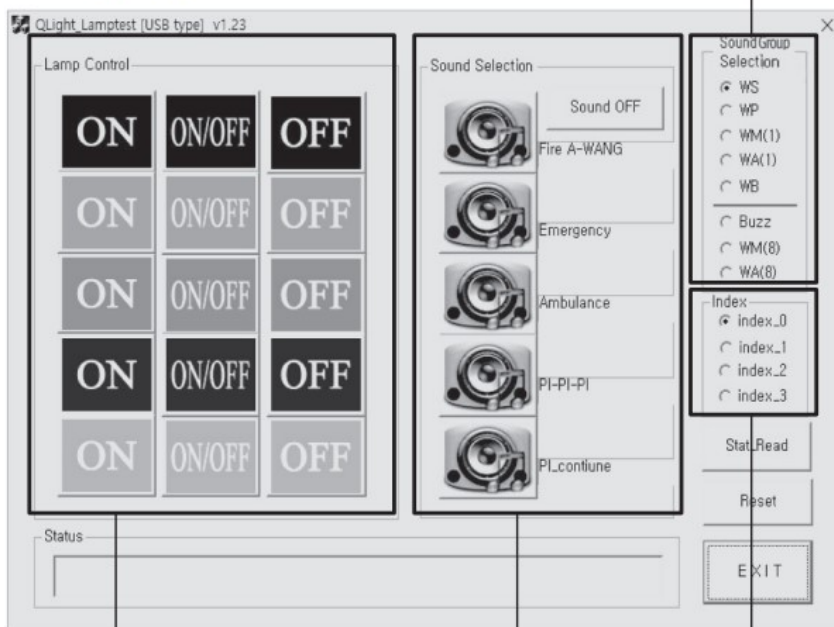 QLight_Lamptest [USB type] v1.23
Lamp Control
ON ON/OFF OFF
ON ON/OFF OFF
ON ON/OFF OFF
ON ON/OFF OFF
ON ON/OFF OFF
Sound Selection
Sound OFF
Fire A-WANG
Emergency
Ambulance
PI-PI-PI
PI_contiune
SoundGroup
Selection
WS
WP
WM(1)
WA(1)
WB
Buzz
WM(8)
WA(8)
Index
index_0
index_1
index_2
index_3
Stat_Read
Reset
EXIT
Status